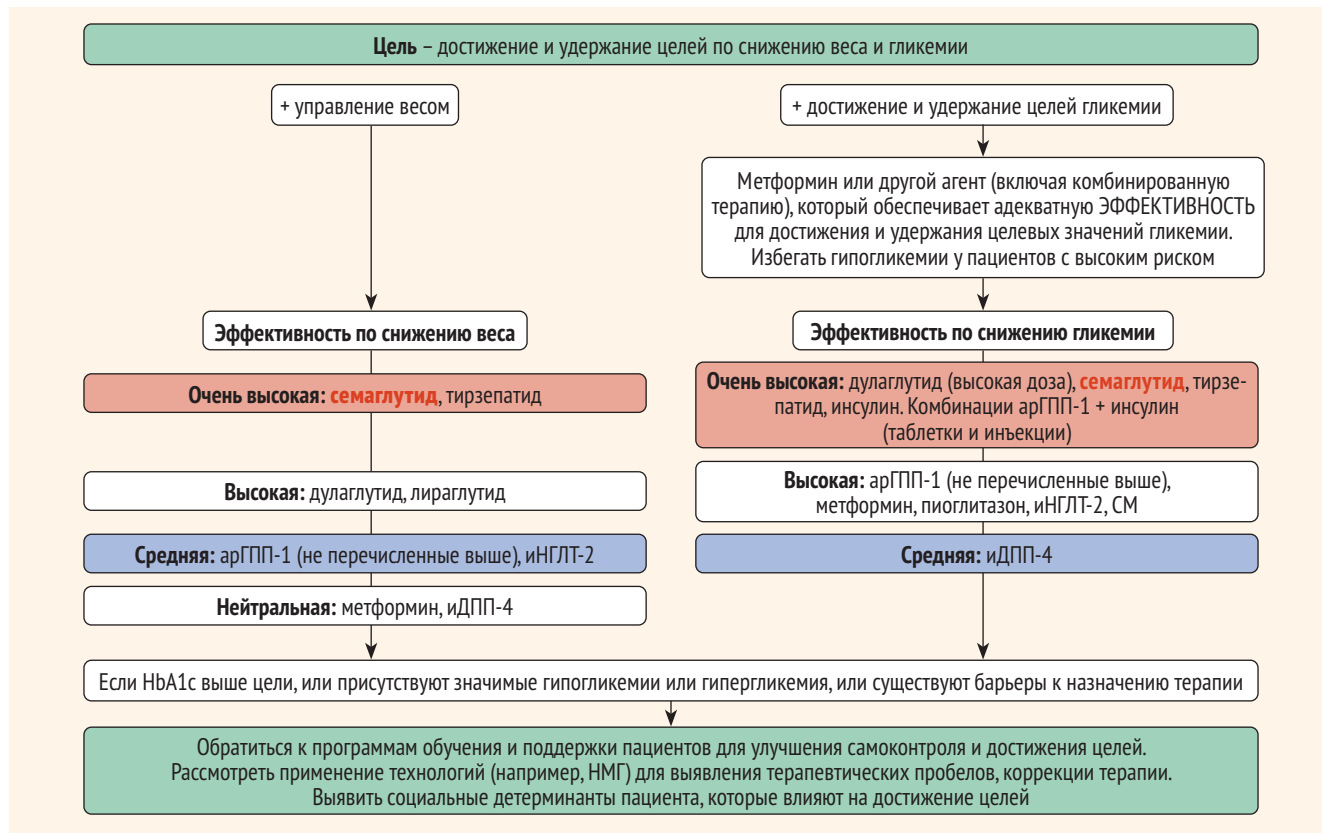 Цель – достижение и удержание целей по снижению веса и гликемии
+ управление весом
+ достижение и удержание целей гликемии
Метформин или другой агент (включая комбинированную
терапию), который обеспечивает адекватную ЭФФЕКТИВНОСТЬ
для достижения и удержания целевых значений гликемии.
Избегать гипогликемии у пациентов с высоким риском
Эффективность по снижению веса
Эффективность по снижению гликемии
Очень высокая: семаглутид, тирзепатид
Очень высокая: дулаглутид (высокая доза), семаглутид, тирзе-
патид, инсулин. Комбинации арГПП-1 + инсулин
(таблетки и инъекции)
Высокая: дулаглутид, лираглутид
Высокая: арГПП-1 (не перечисленные выше),
метформин, пиоглитазон, иНГЛТ-2, СМ
Средняя: арГПП-1 (не перечисленные выше), иНГЛТ-2
Средняя: иДПП-4
Нейтральная: метформин, иДПП-4
Если HbA1c выше цели, или присутствуют значимые гипогликемии или гипергликемия, или существуют барьеры к назначению терапии
Обратиться к программам обучения и поддержки пациентов для улучшения самоконтроля и достижения целей.
Рассмотреть применение технологий (например, НМГ) для выявления терапевтических пробелов, коррекции терапии.
Выявить социальные детерминанты пациента, которые влияют на достижение целей